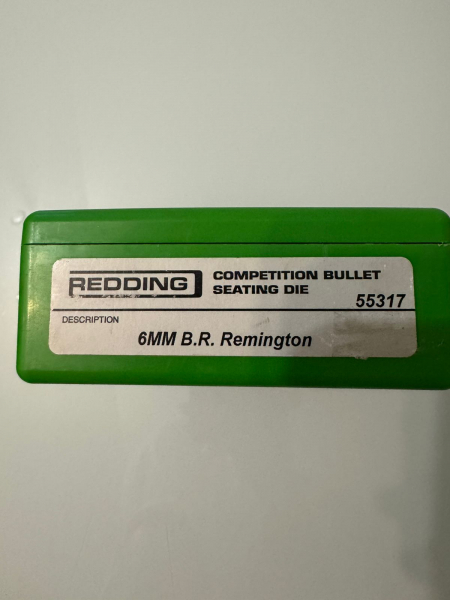 REDDING
COMPETITION BULLET
SEATING DIE
55317
DESCRIPTION
6MM B.R. Remington